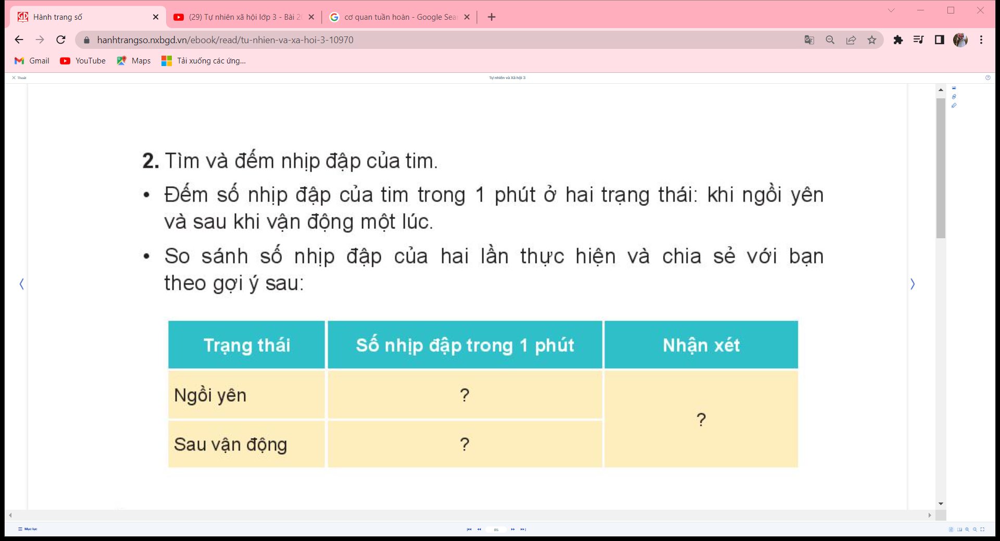 Hành trang số
(29) Tự nhiên xã hội lớp 3 - Bài 2
cơ quan tuần hoàn - Google Sea
hanhtrangso.nxbgd.vn/ebook/read/tu-nhien-va-xa-hoi-3-10970
Gmail
YouTube
Maps
Tải xuống các ứng...
Thoát
Tự nhiên và Xã hội 3
2. Tìm và đếm nhịp đập của tim.
• Đếm số nhịp đập của tim trong 1 phút ở hai trạng thái: khi ngồi yên
và sau khi vận động một lúc.
• So sánh số nhịp đập của hai lần thực hiện và chia sẻ với bạn
theo gợi ý sau:
Trạng thái Số nhịp đập trong 1 phút Nhận xét
Ngồi yên ?
?
Sau vận động ?
Mục lục
85